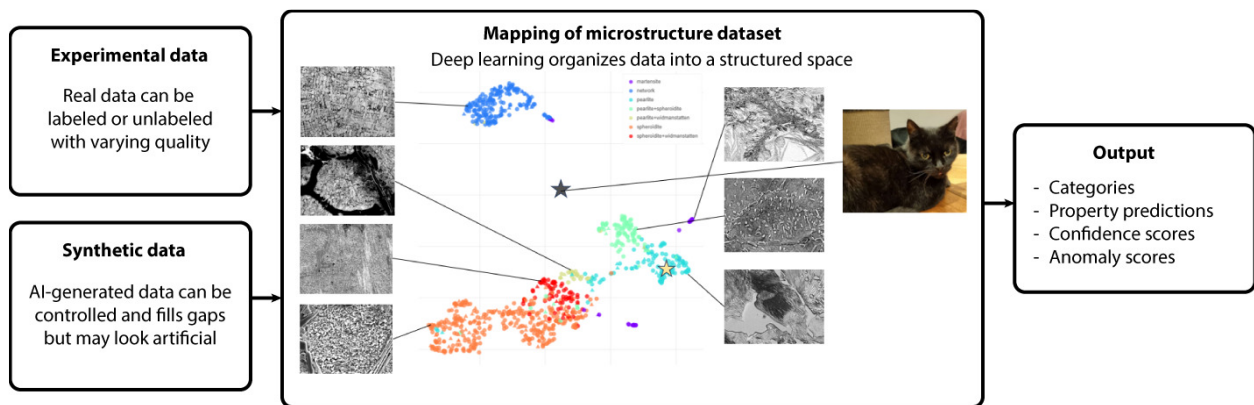 Experimental data
Real data can be
labeled or unlabeled
with varying quality
Synthetic data
AI-generated data can be
controlled and fills gaps
but may look artificial
Mapping of microstructure dataset
Deep learning organizes data into a structured space
martensite
network
pearlite
pearlite+spheroidite
pearlite+widmanstatten
spheroidite
spheroidite+widmanstatten
Output
- Categories
- Property predictions
- Confidence scores
- Anomaly scores